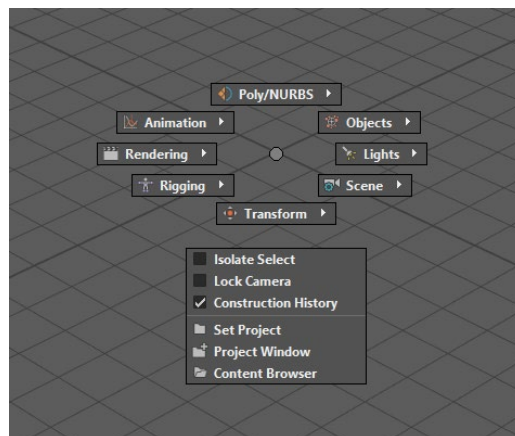 Poly/NURBS
Animation
Objects
Rendering
Lights
Rigging
Scene
Transform
Isolate Select
Lock Camera
Construction History
Set Project
Project Window
Content Browser